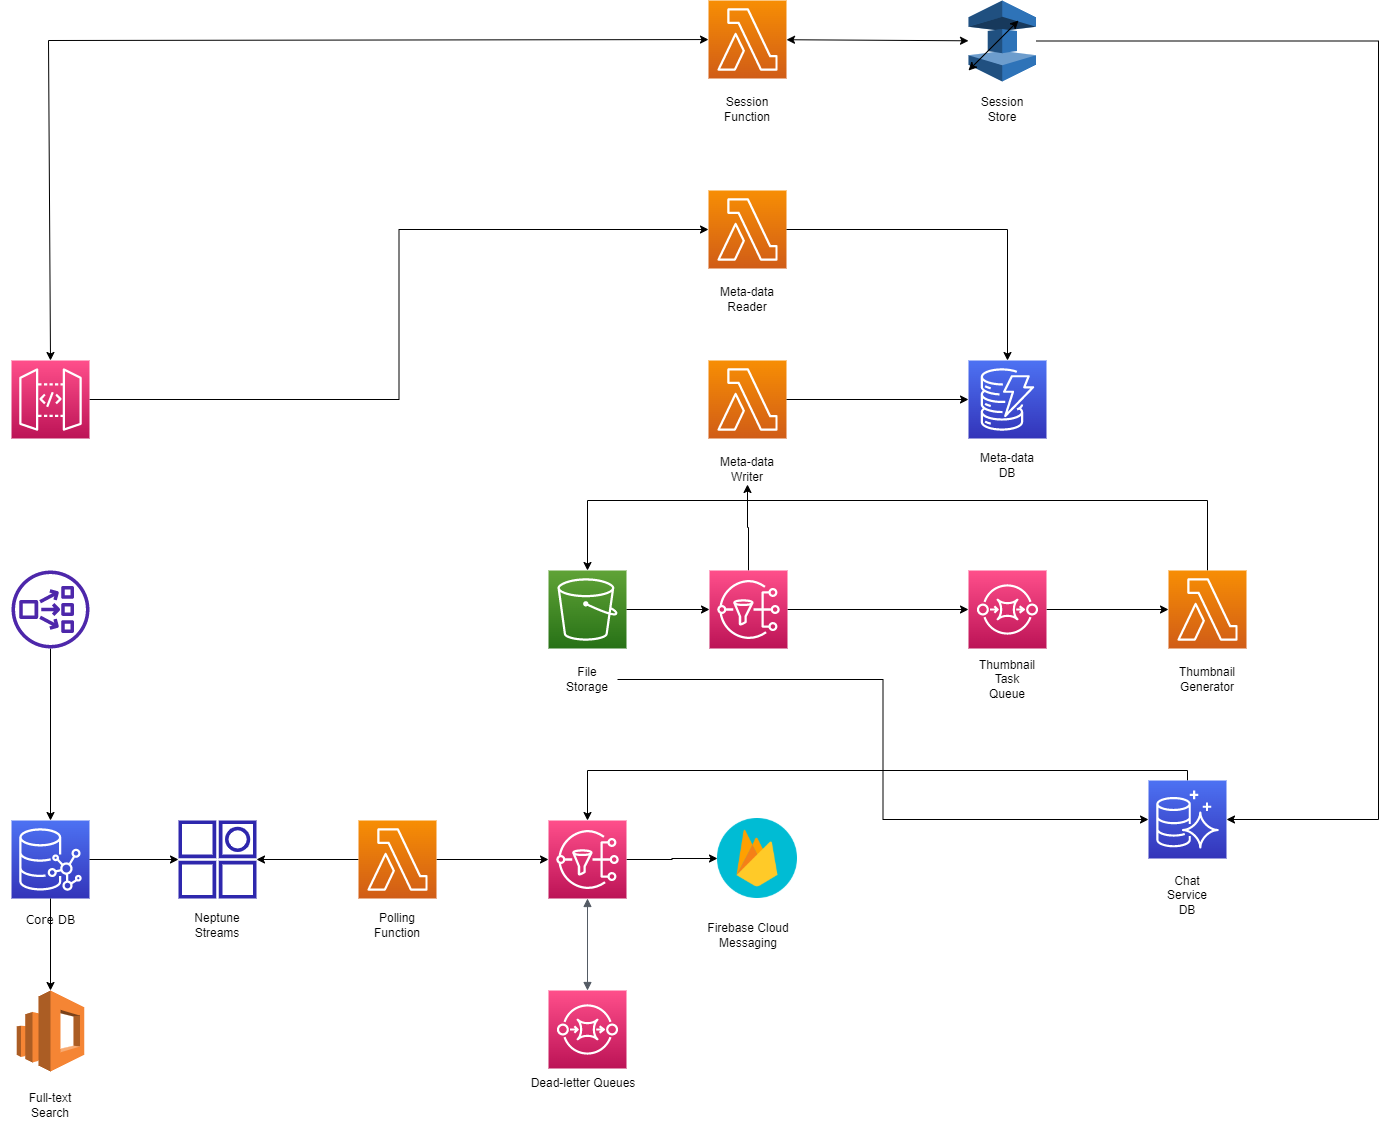 Session
Function
Session
Store
Meta-data
Reader
Meta-data
Writer
Meta-data
DB
</>
File
Storage
Thumbnail
Task
Queue
Thumbnail
Generator
Core DB
Neptune
Streams
Polling
Function
Firebase Cloud
Messaging
Chat
Service
DB
Full-text
Search
Dead-letter Queues